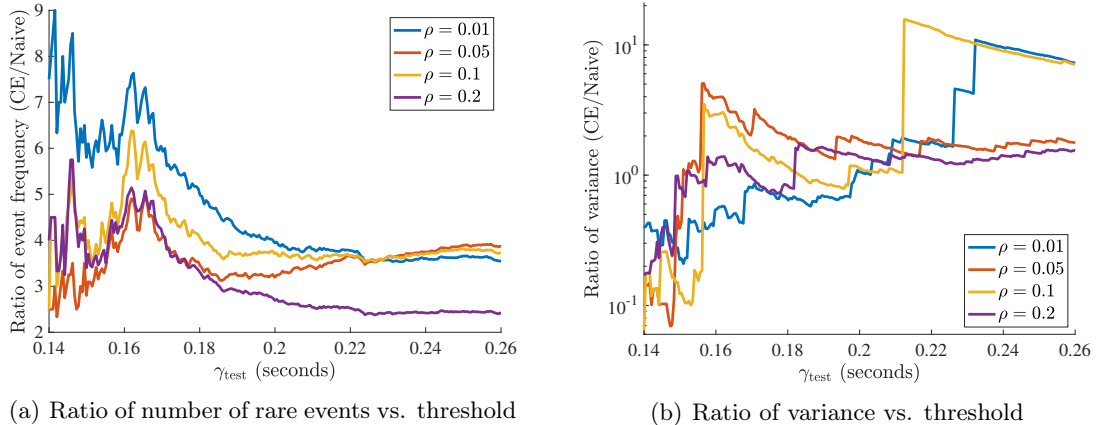 Ratio of event frequency (CE/Naive)
9
8
7
6
5
4
3
2
0.14
0.16
0.18
0.2
0.22
0.24
0.26
γtest (seconds)
ρ = 0.01
ρ = 0.05
ρ = 0.1
ρ = 0.2
(a) Ratio of number of rare events vs. threshold
Ratio of variance (CE/Naive)
10¹
10⁰
10⁻¹
0.14
0.16
0.18
0.2
0.22
0.24
0.26
γtest (seconds)
ρ = 0.01
ρ = 0.05
ρ = 0.1
ρ = 0.2
(b) Ratio of variance vs. threshold